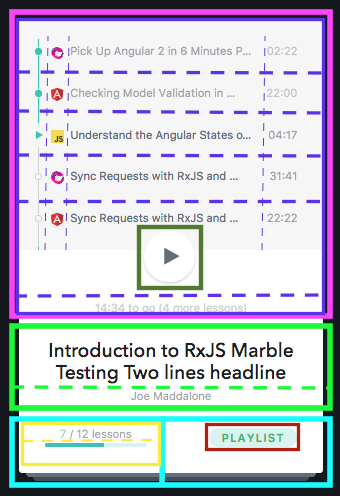 Pick Up Angular 2 in 6 Minutes P... 02:22
Checking Model Validation in ... 22:00
JS Understand the Angular States o... 04:17
Sync Requests with RxJS and ... 31:41
Sync Requests with RxJS and ... 22:22
14:34 to go (4 more lessons)
Introduction to RxJS Marble
Testing Two lines headline
Joe Maddalone
7 / 12 lessons
PLAYLIST